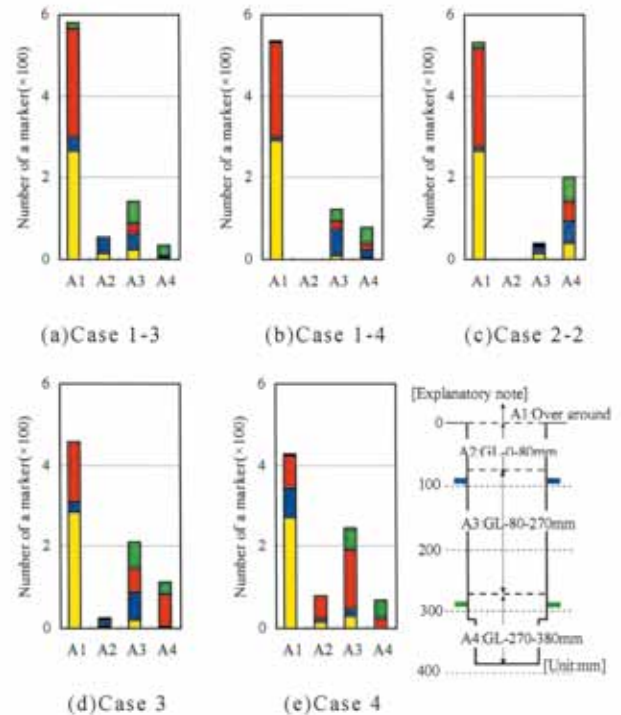 6
4
2
0
Number of a marker(×100)
A1 A2 A3 A4
(a)Case 1-3
6
4
2
0
Number of a marker(×100)
A1 A2 A3 A4
(b)Case 1-4
6
4
2
0
Number of a marker(×100)
A1 A2 A3 A4
(c)Case 2-2
6
4
2
0
Number of a marker(×100)
A1 A2 A3 A4
(d)Case 3
6
4
2
0
Number of a marker(×100)
A1 A2 A3 A4
(e)Case 4
[Explanatory note]
A1:Over around
0
A2:GL-0-80mm
100
A3:GL-80-270mm
200
300
A4:GL-270-380mm
[Unit:mm]
400